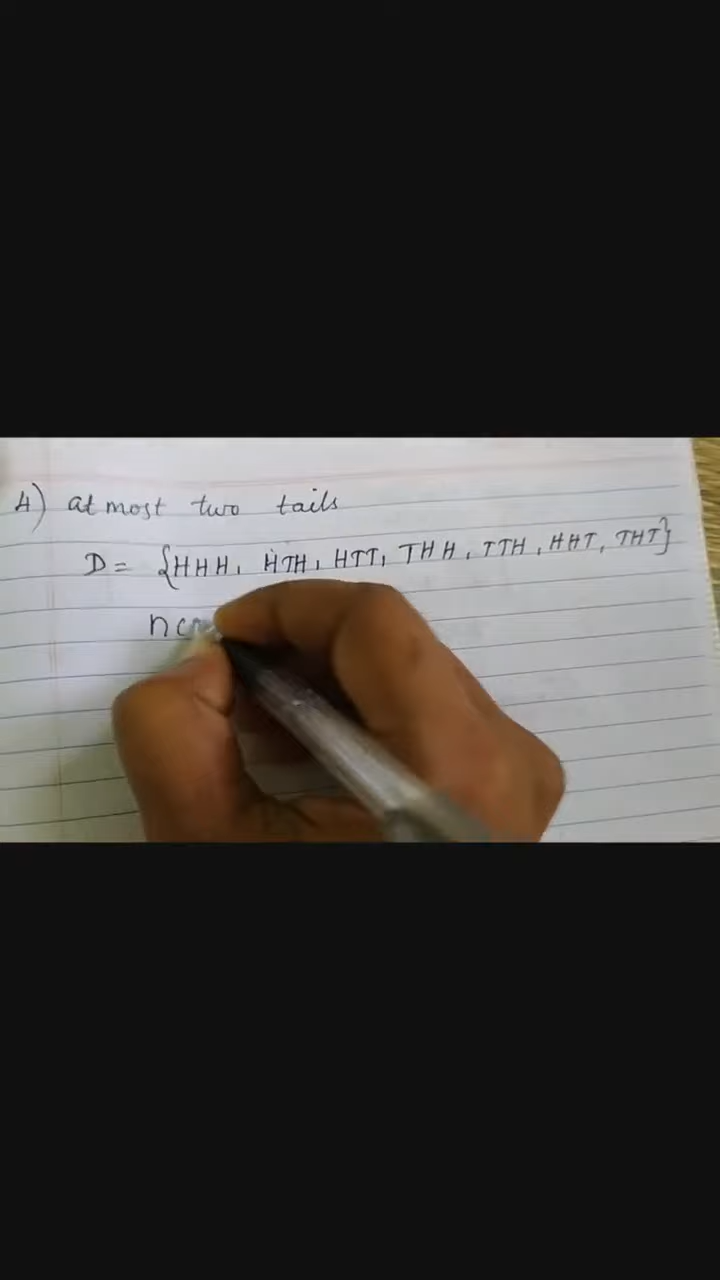 4) at most two tails
D = {HHH, HTH, HTT, THH, TTH, HHT, THT}
n(